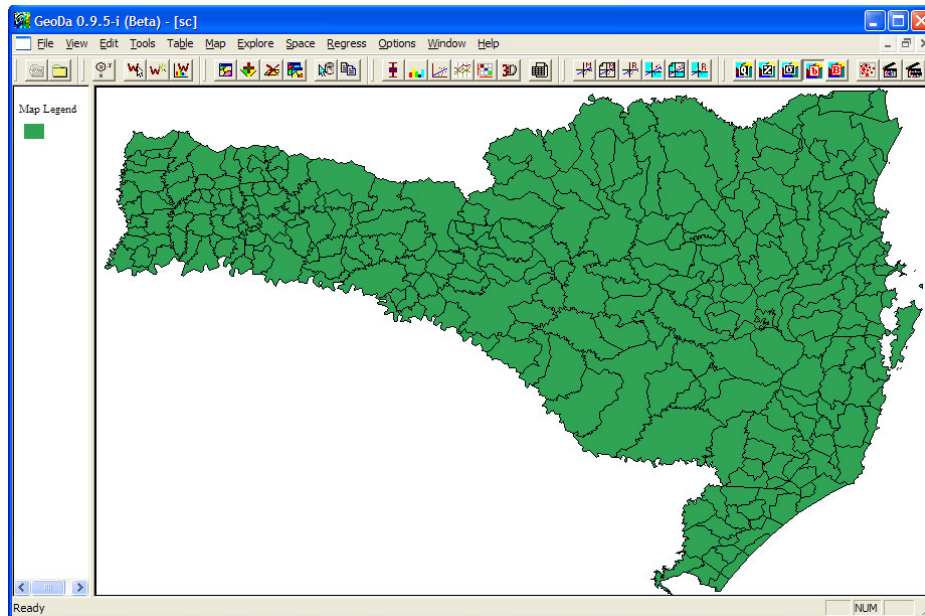 GeoDa 0.9.5-i (Beta) - [sc]
File View Edit Tools Table Map Explore Space Regress Options Window Help
3D
Map Legend
Ready
NUM